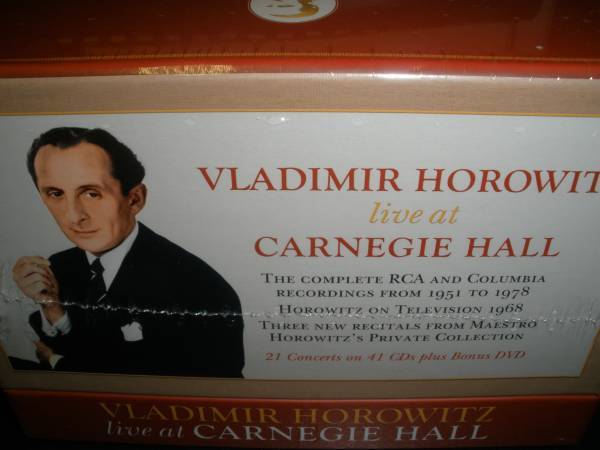 VLADIMIR HOROWIT
live at
CARNEGIE HALL
THE COMPLETE RCA AND COLUMBIA
RECORDINGS FROM 1951 TO 1978
HOROWITZ ON TELEVISION 1968
THREE NEW RECITALS FROM MAESTRO
HOROWITZ'S PRIVATE COLLECTION
21 Concerts on 41 CDs plus Bonus DVD
VLADIMIR HOROWITZ
live at CARNEGIE HALL